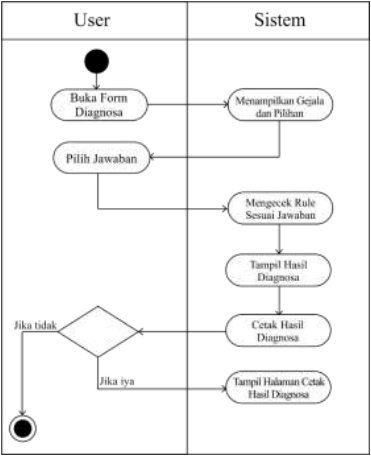 User
Sistem
Buka Form
Diagnosa
Menampilkan Gejala
dan Pilihan
Pilih Jawaban
Mengecek Rule
Sesuai Jawaban
Tampil Hasil
Diagnosa
Cetak Hasil
Diagnosa
Jika tidak
Jika iya
Tampil Halaman Cetak
Hasil Diagnosa